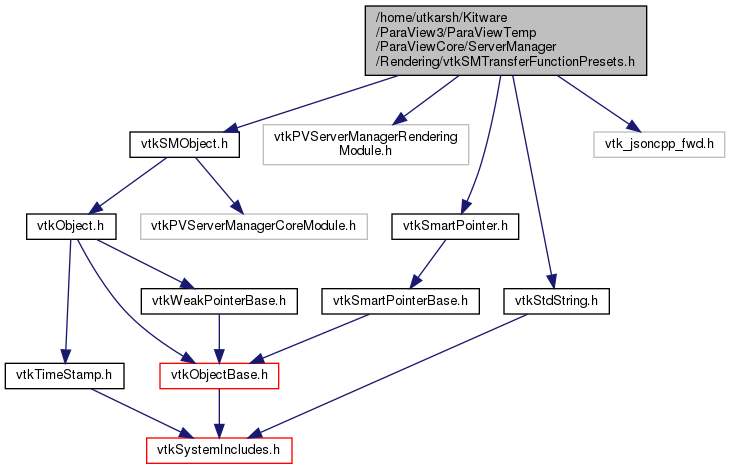 /home/utkarsh/Kitware
/ParaView3/ParaViewTemp
/ParaViewCore/ServerManager
/Rendering/vtkSMTransferFunctionPresets.h
vtkSMObject.h
vtkPVServerManagerRendering
Module.h
vtk_jsoncpp_fwd.h
vtkObject.h
vtkPVServerManagerCoreModule.h
vtkSmartPointer.h
vtkWeakPointerBase.h
vtkSmartPointerBase.h
vtkStdString.h
vtkTimeStamp.h
vtkObjectBase.h
vtkSystemIncludes.h